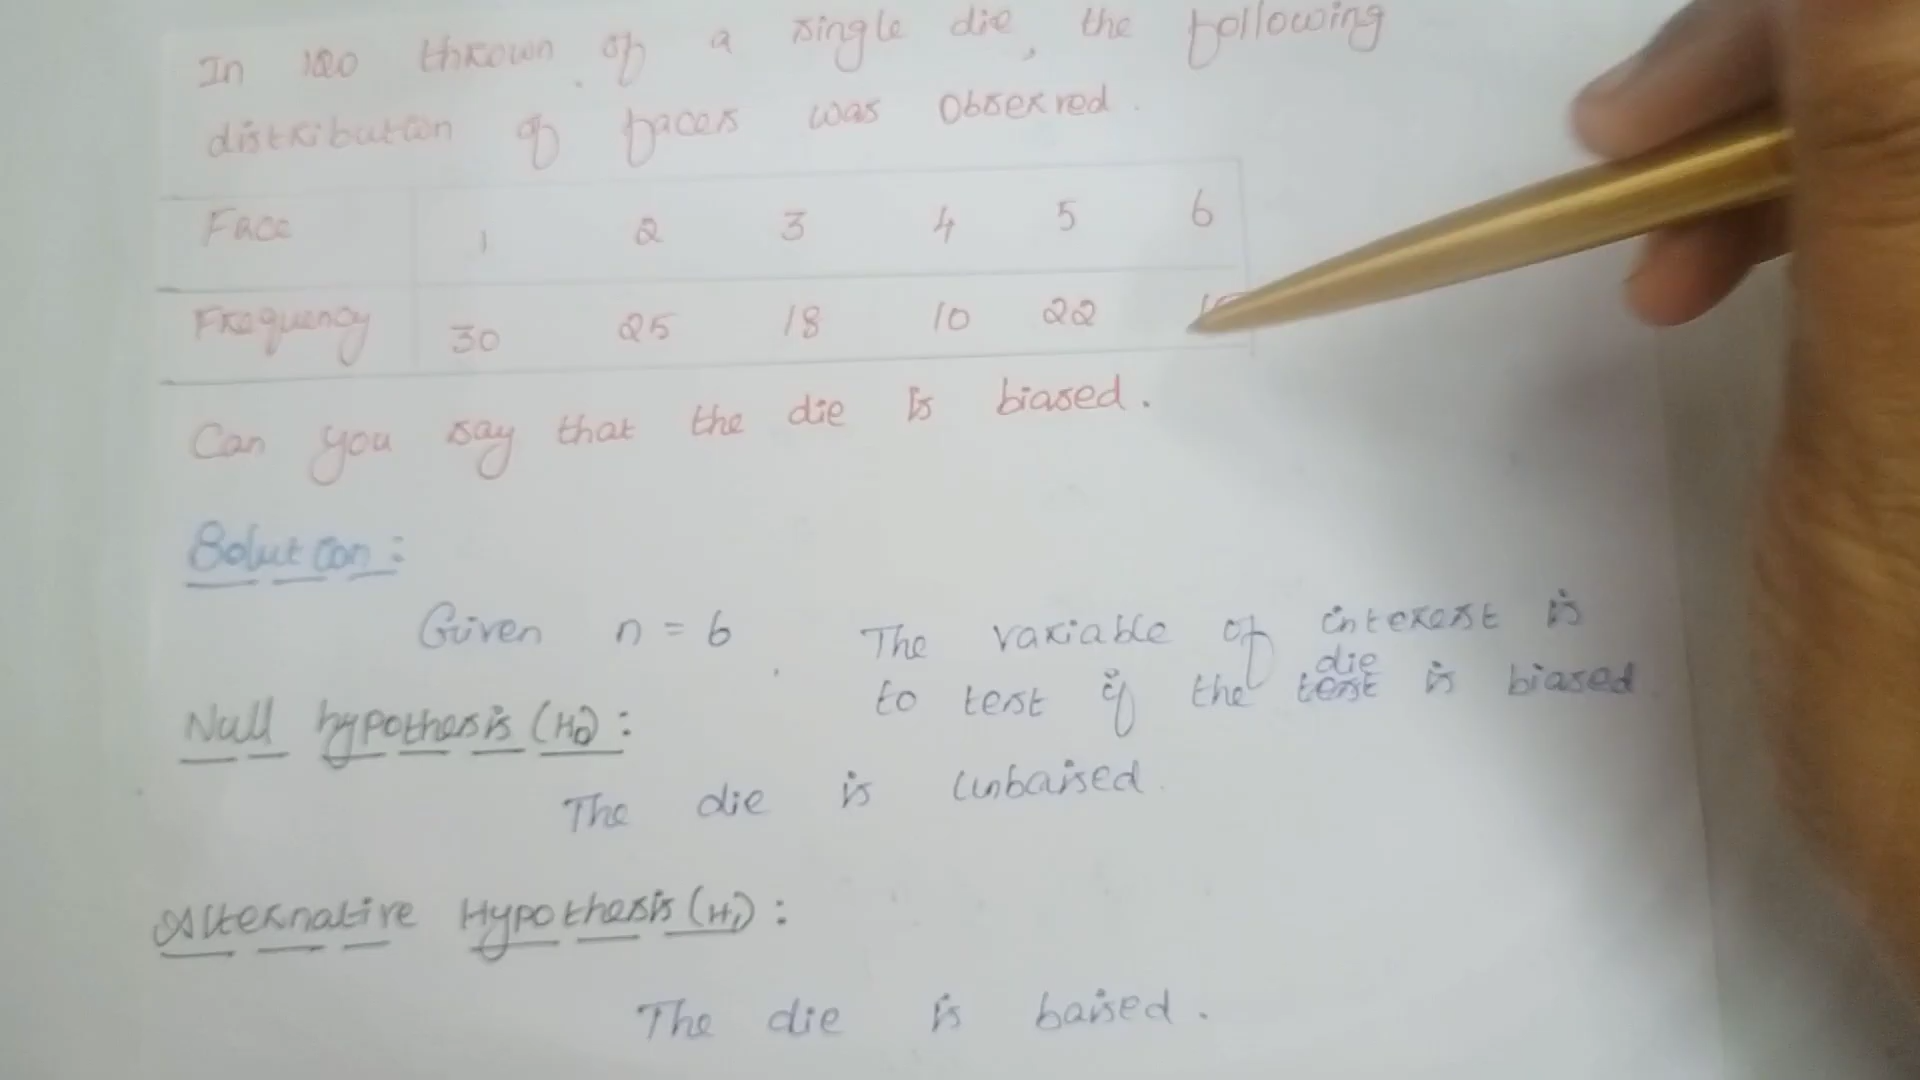 In 120 thrown of a single die, the following
distribution of faces was observed.
Face 1 2 3 4 5 6
Frequency 30 25 18 10 22
Can you say that the die is biased.
Solution:
Given n = 6
The variable of interest is
to test if the die test is biased
Null hypothesis (H0):
The die is unbaised.
Alternative Hypothesis (H1):
The die is baised.